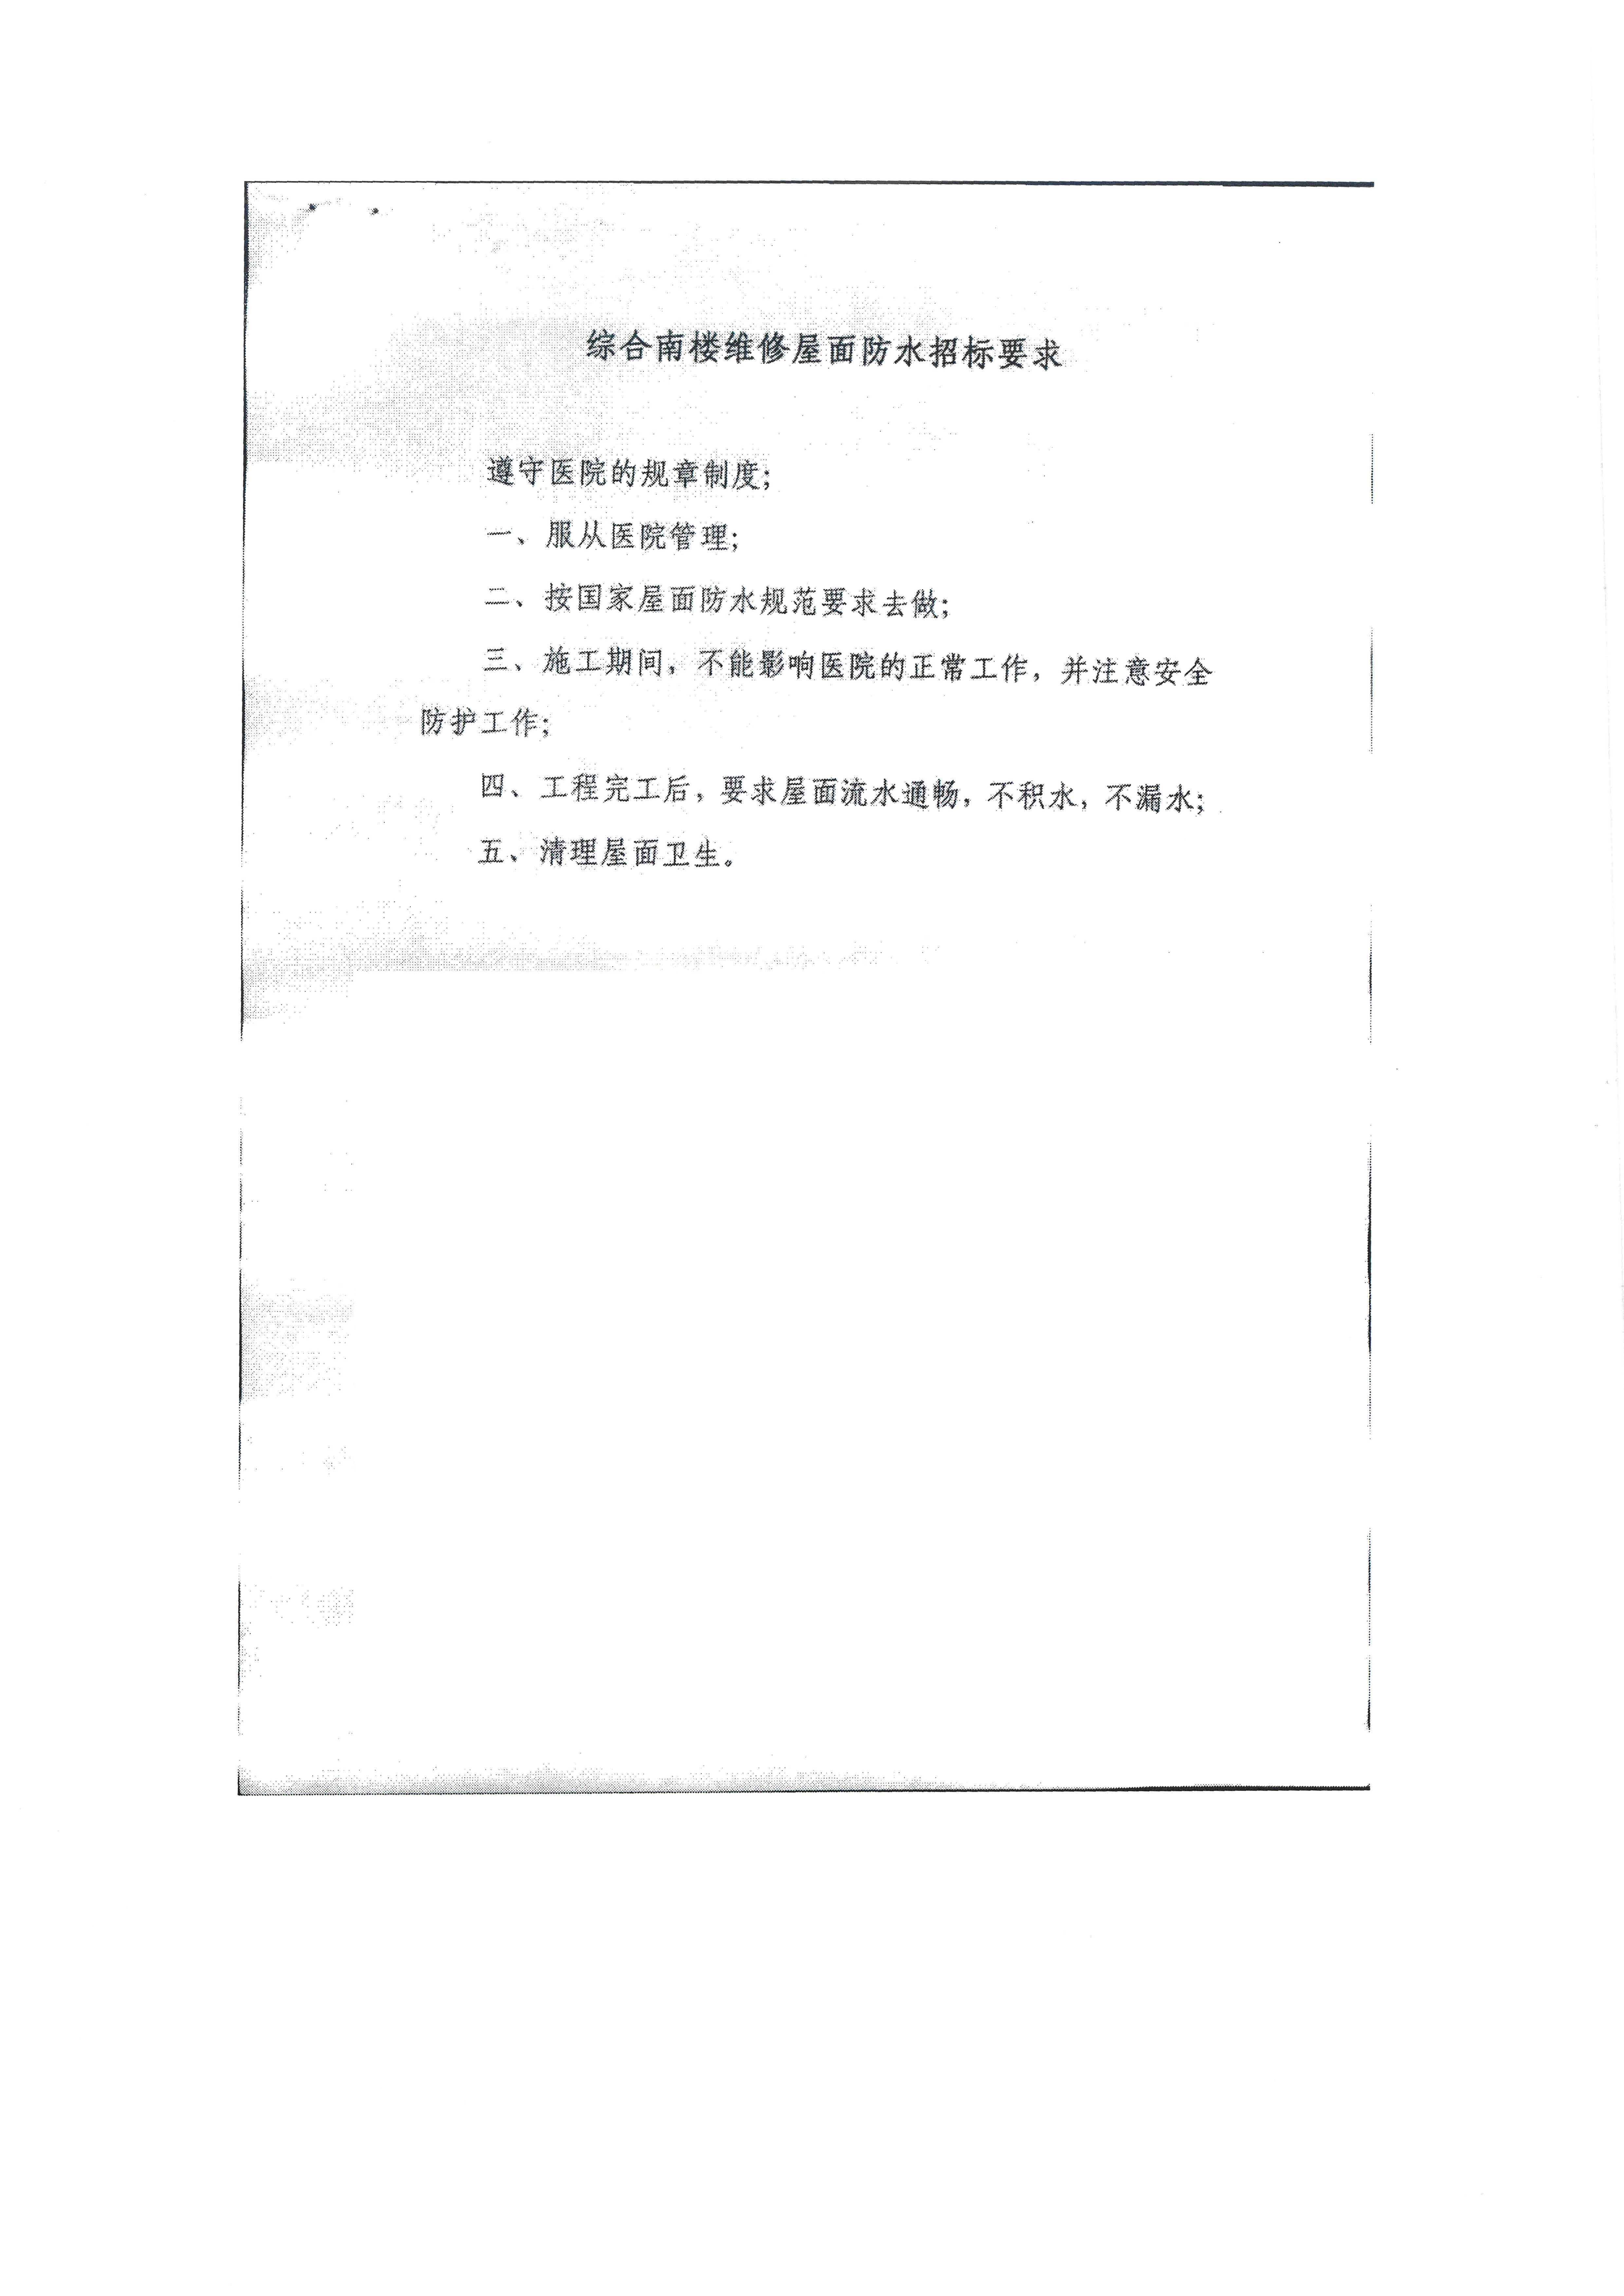 综合南楼维修屋面防水招标要求
遵守医院的规章制度;
一、服从医院管理;
二、按国家屋面防水规范要求去做;
三、施工期间，不能影响医院的正常工作，并注意安全
防护工作;
四、工程完工后，要求屋面流水通畅，不积水，不漏水;
五、清理屋面卫生。